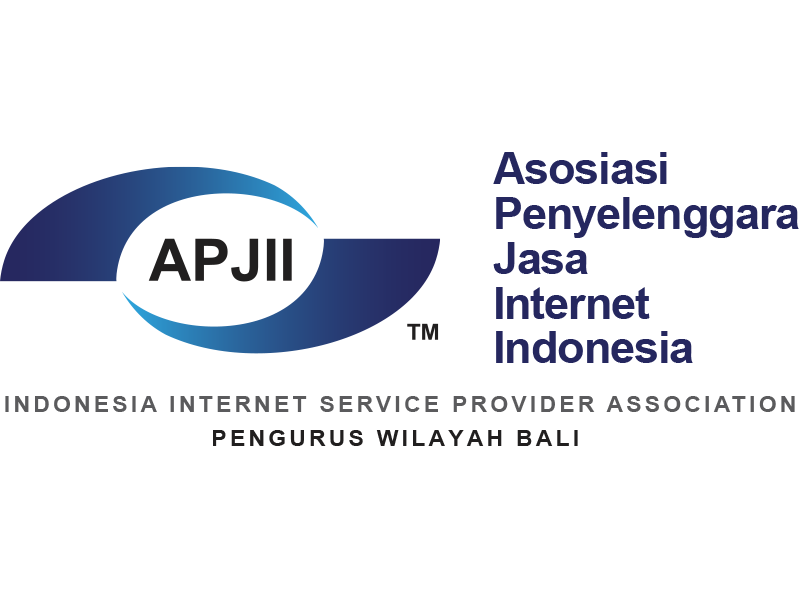 APJII
TM
Asosiasi
Penyelenggara
Jasa
Internet
Indonesia
INDONESIA INTERNET SERVICE PROVIDER ASSOCIATION
PENGURUS WILAYAH BALI